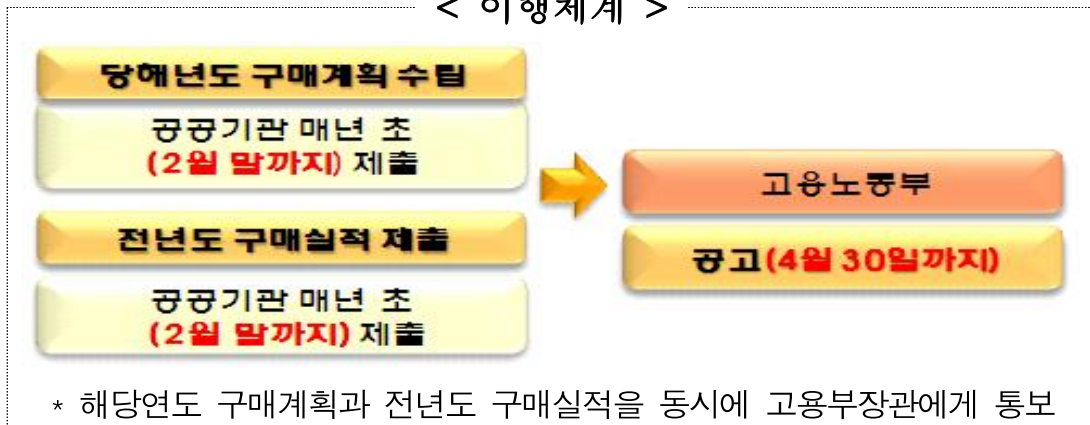 < 이행체계 >
당해년도 구매계획 수립
공공기관 매년 초
(2월 말까지) 제출
전년도 구매실적 제출
공공기관 매년 초
(2월 말까지) 제출
고용노동부
공고(4월 30일까지)
* 해당연도 구매계획과 전년도 구매실적을 동시에 고용부장관에게 통보